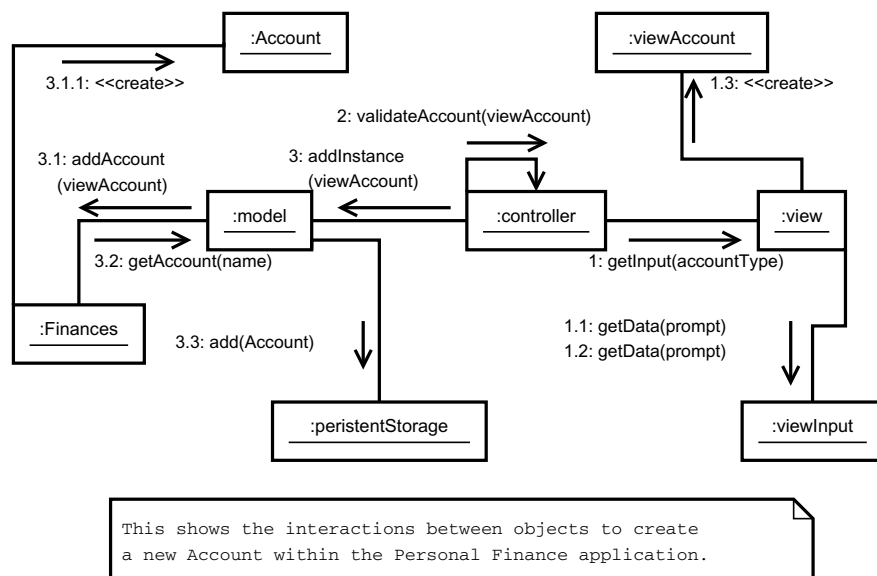 :Account
:viewAccount
3.1.1: <<create>>
1.3: <<create>>
2: validateAccount(viewAccount)
3.1: addAccount
(viewAccount)
3: addInstance
(viewAccount)
:model
:controller
:view
3.2: getAccount(name)
1: getInput(accountType)
:Finances
3.3: add(Account)
1.1: getData(prompt)
1.2: getData(prompt)
:peristentStorage
:viewInput
This shows the interactions between objects to create
a new Account within the Personal Finance application.